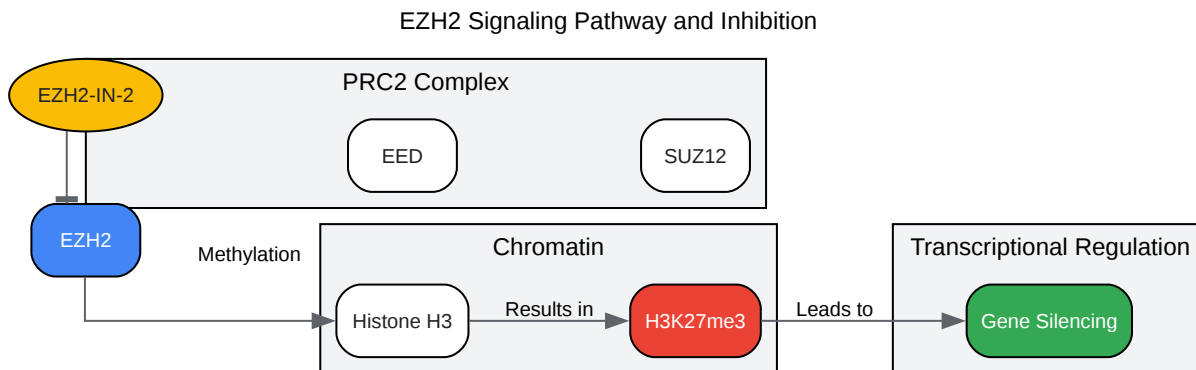 EZH2 Signaling Pathway and Inhibition
EZH2-IN-2
PRC2 Complex
EED
SUZ12
EZH2
Methylation
Chromatin
Transcriptional Regulation
Histone H3
Results in
H3K27me3
Leads to
Gene Silencing